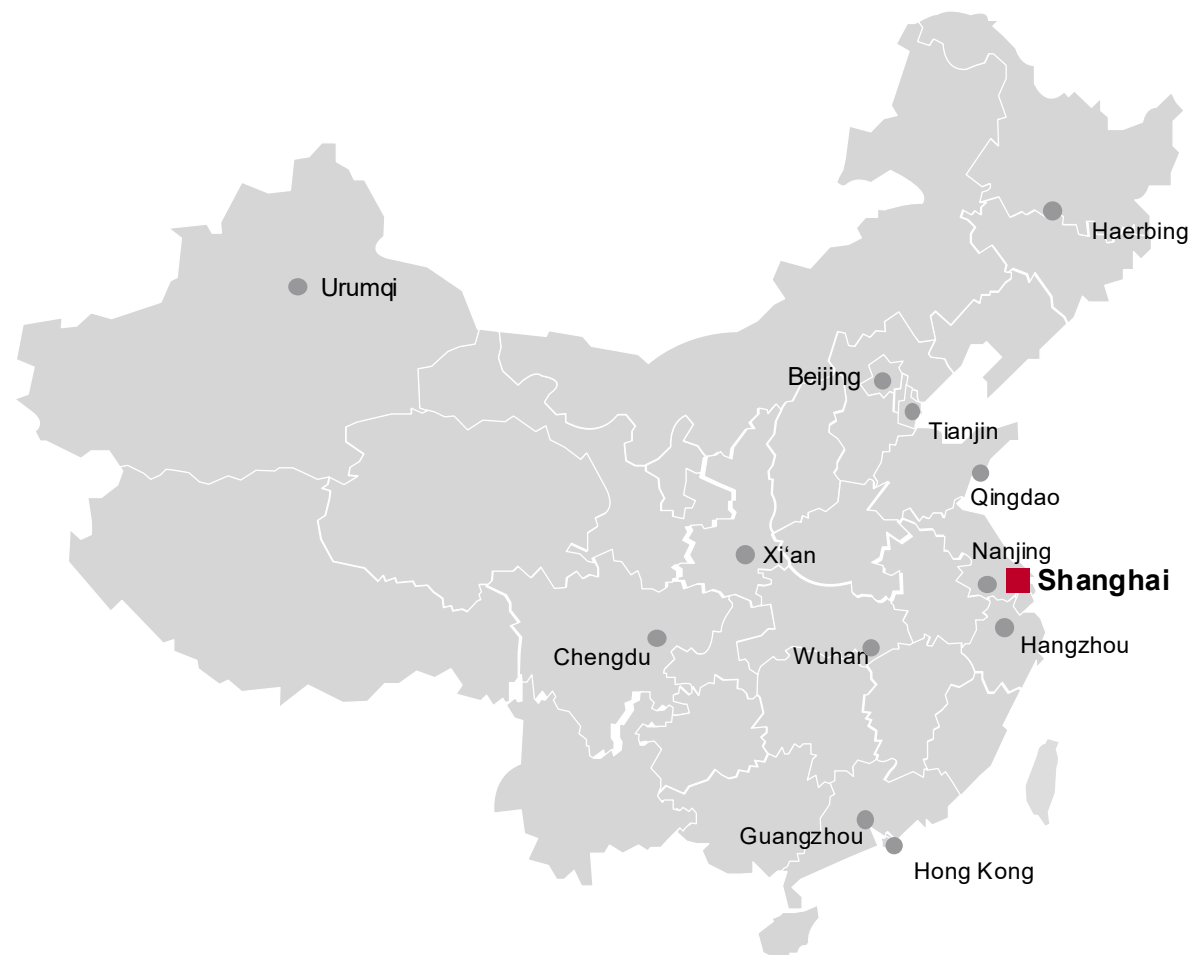 Haerbing
Urumqi
Beijing
Tianjin
Qingdao
Nanjing
Xi‘an
Shanghai
Hangzhou
Chengdu
Wuhan
Guangzhou
Hong Kong